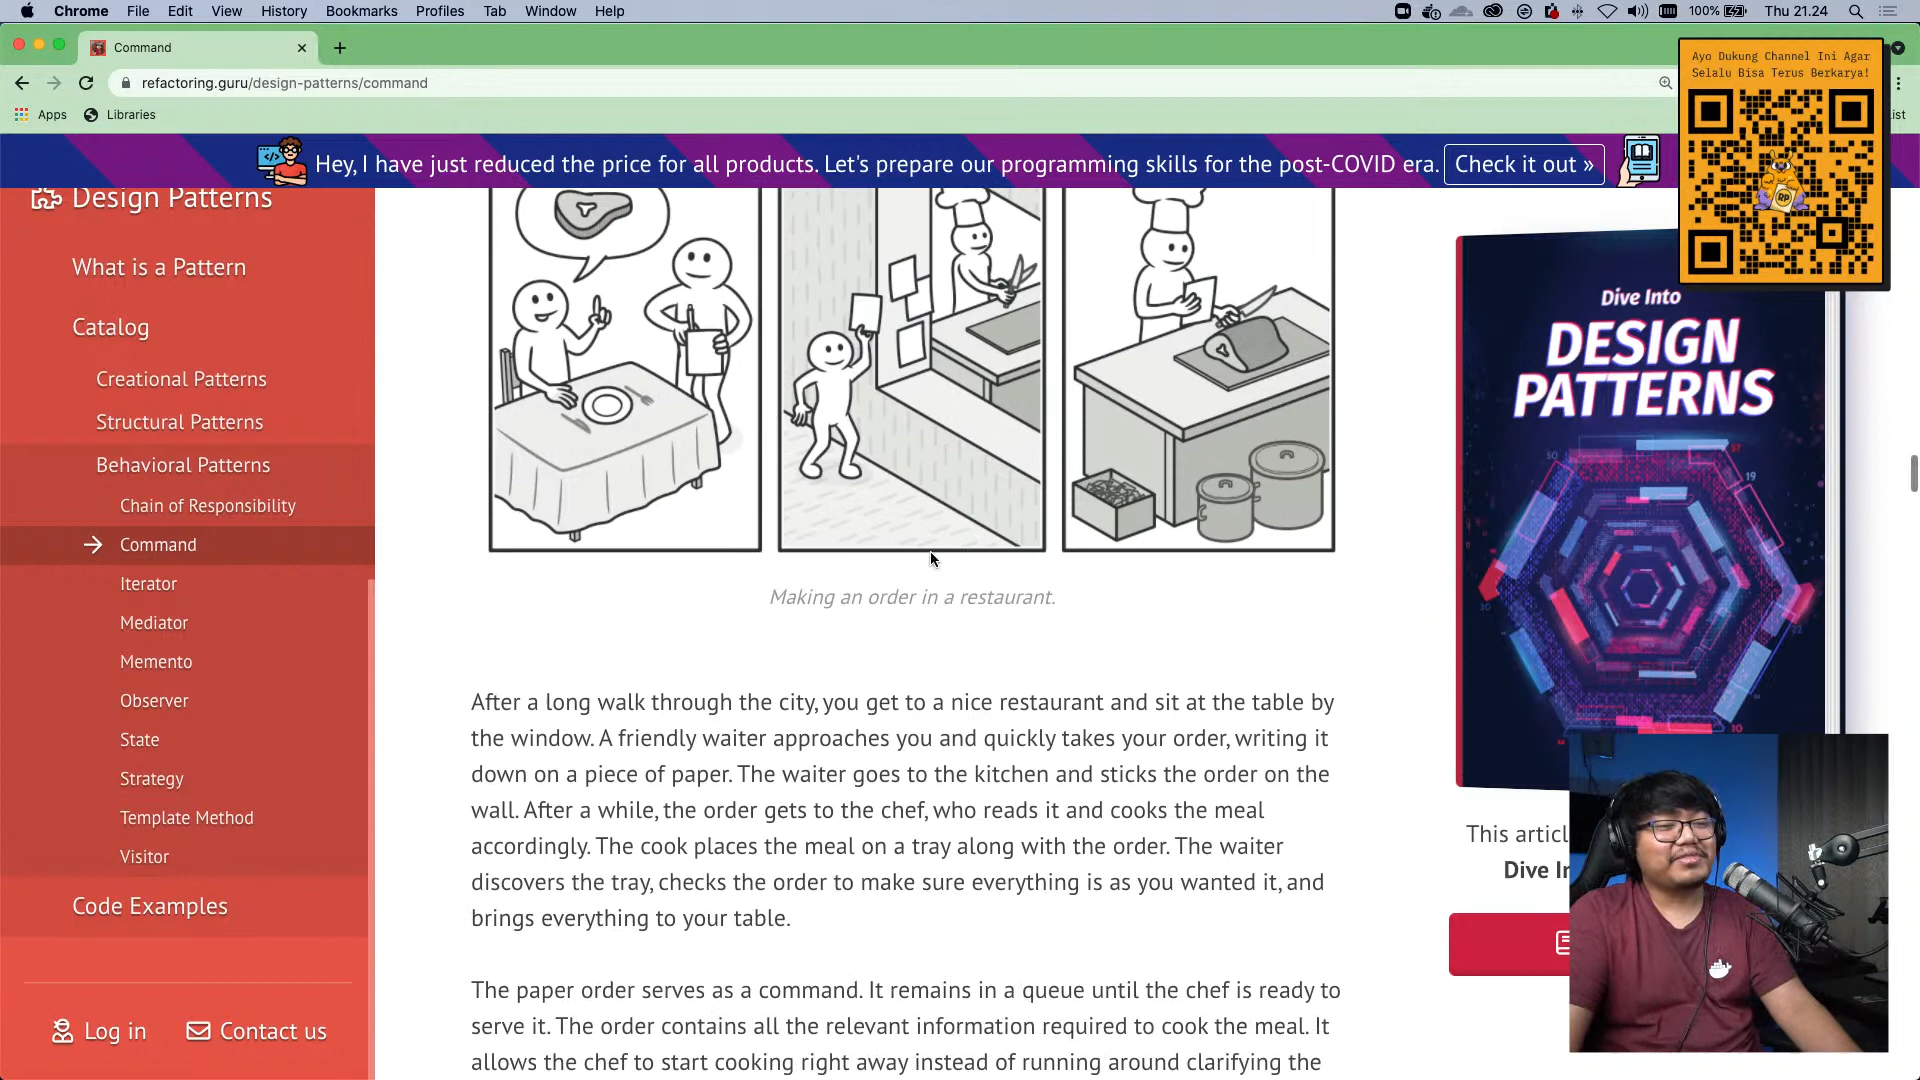 Chrome File Edit View History Bookmarks Profiles Tab Window Help
100% Thu 21.24
Command
refactoring.guru/design-patterns/command
Apps Libraries
Ayo Dukung Channel Ini Agar
Selalu Bisa Terus Berkarya!
RP
Hey, I have just reduced the price for all products. Let's prepare our programming skills for the post-COVID era. Check it out »
Design Patterns
What is a Pattern
Catalog
Creational Patterns
Structural Patterns
Behavioral Patterns
Chain of Responsibility
Command
Iterator
Mediator
Memento
Observer
State
Strategy
Template Method
Visitor
Code Examples
Log in Contact us
Making an order in a restaurant.
After a long walk through the city, you get to a nice restaurant and sit at the table by
the window. A friendly waiter approaches you and quickly takes your order, writing it
down on a piece of paper. The waiter goes to the kitchen and sticks the order on the
wall. After a while, the order gets to the chef, who reads it and cooks the meal
accordingly. The cook places the meal on a tray along with the order. The waiter
discovers the tray, checks the order to make sure everything is as you wanted it, and
brings everything to your table.
The paper order serves as a command. It remains in a queue until the chef is ready to
serve it. The order contains all the relevant information required to cook the meal. It
allows the chef to start cooking right away instead of running around clarifying the
Dive Into
DESIGN
PATTERNS
19
10
This articl
Dive In